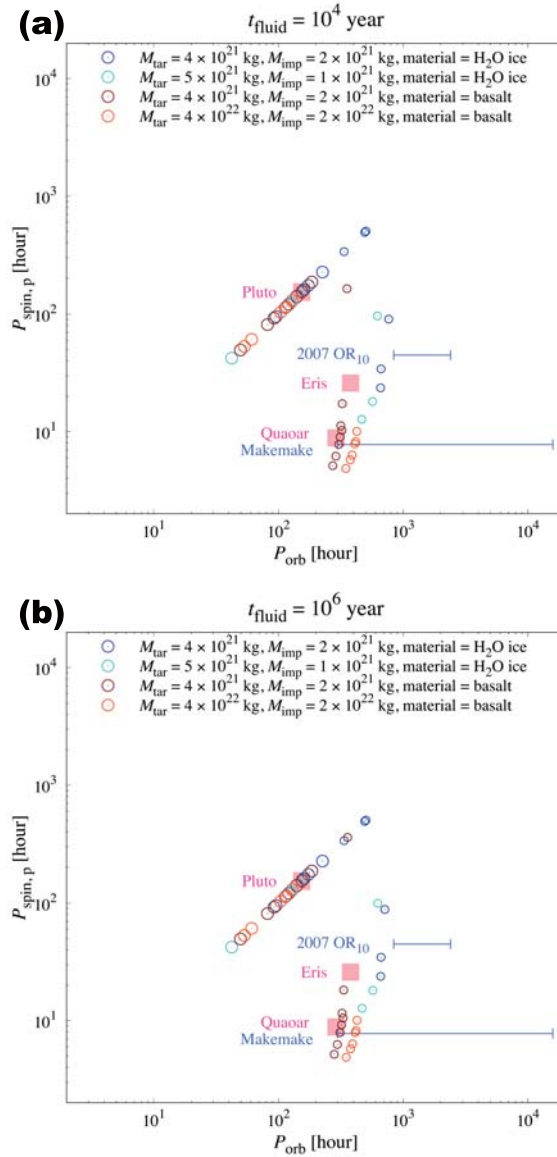 (a)
t_fluid = 10^4 year
M_tar = 4 × 10^21 kg, M_imp = 2 × 10^21 kg, material = H₂O ice
M_tar = 5 × 10^21 kg, M_imp = 1 × 10^21 kg, material = H₂O ice
M_tar = 4 × 10^21 kg, M_imp = 2 × 10^21 kg, material = basalt
M_tar = 4 × 10^22 kg, M_imp = 2 × 10^22 kg, material = basalt
10^4
10^3
10^2
10^1
P_spin, p [hour]
Pluto
2007 OR₁₀
Eris
Quaoar
Makemake
10^1 10^2 10^3 10^4
P_orb [hour]
(b)
t_fluid = 10^6 year
M_tar = 4 × 10^21 kg, M_imp = 2 × 10^21 kg, material = H₂O ice
M_tar = 5 × 10^21 kg, M_imp = 1 × 10^21 kg, material = H₂O ice
M_tar = 4 × 10^21 kg, M_imp = 2 × 10^21 kg, material = basalt
M_tar = 4 × 10^22 kg, M_imp = 2 × 10^22 kg, material = basalt
10^4
10^3
10^2
10^1
P_spin, p [hour]
Pluto
2007 OR₁₀
Eris
Quaoar
Makemake
10^1 10^2 10^3 10^4
P_orb [hour]